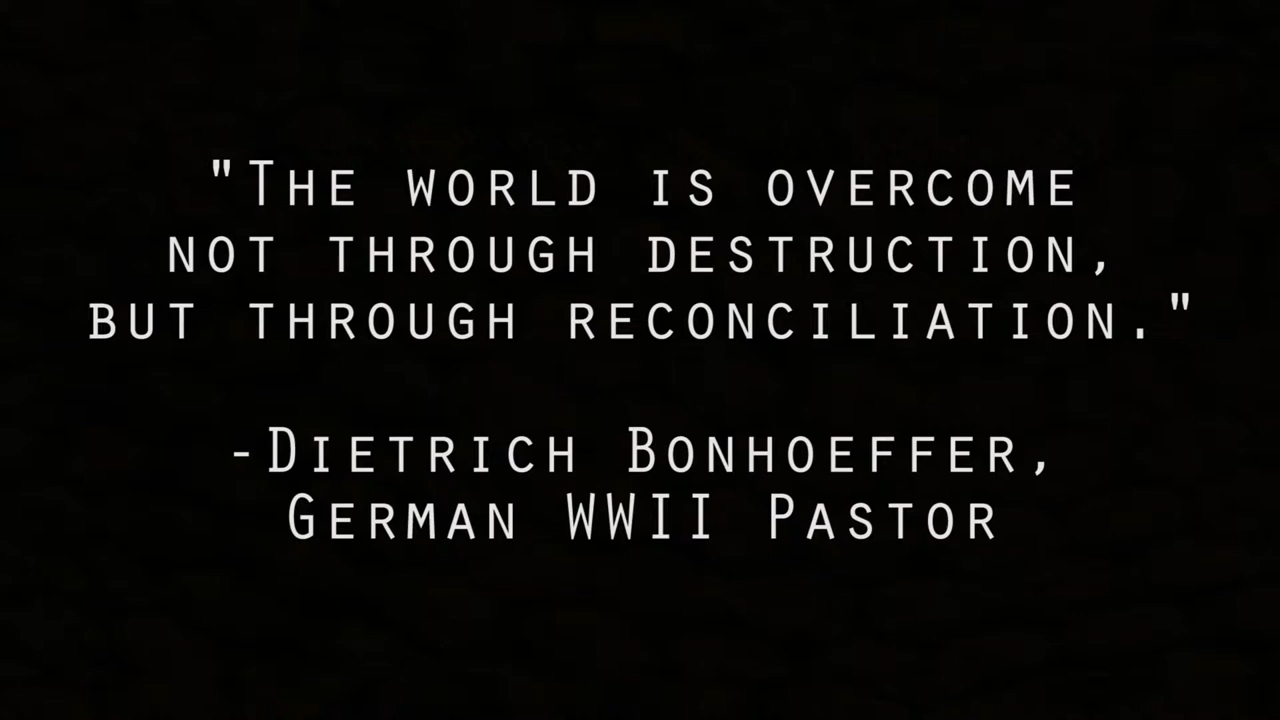 "The world is overcome
not through destruction,
but through reconciliation."
-Dietrich Bonhoeffer,
German WWII Pastor